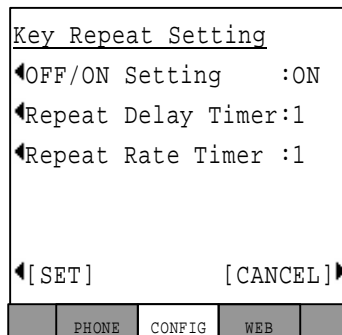 Key Repeat Setting
OFF/ON Setting :ON
Repeat Delay Timer:1
Repeat Rate Timer :1
[SET] [CANCEL]
PHONE CONFIG WEB